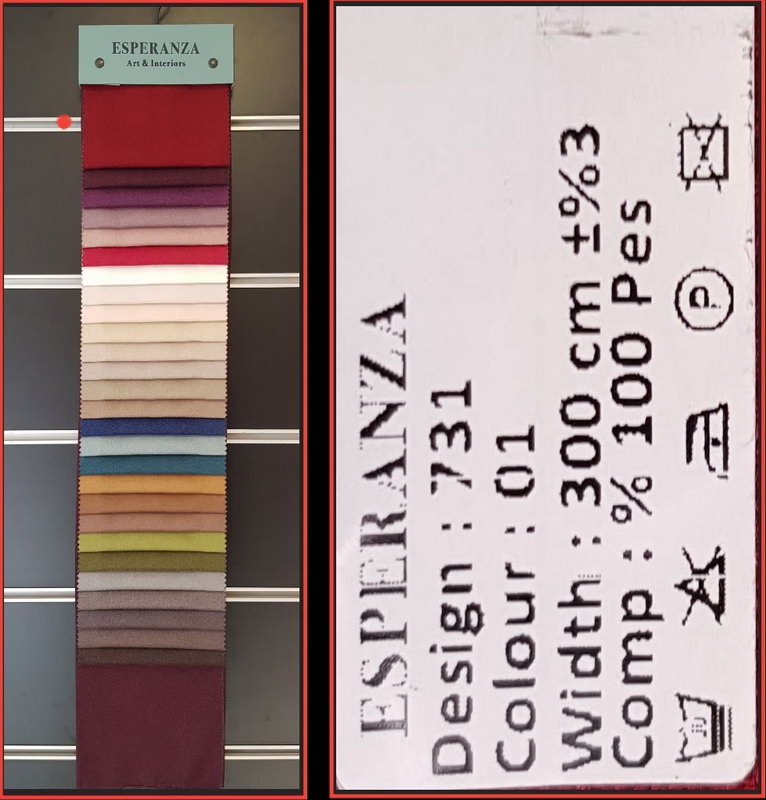 ESPERANZA
Art & Interiors
ESPERANZA
Design : 731
Colour : 01
Width : 300 cm ±%3
Comp : % 100 Pes
P